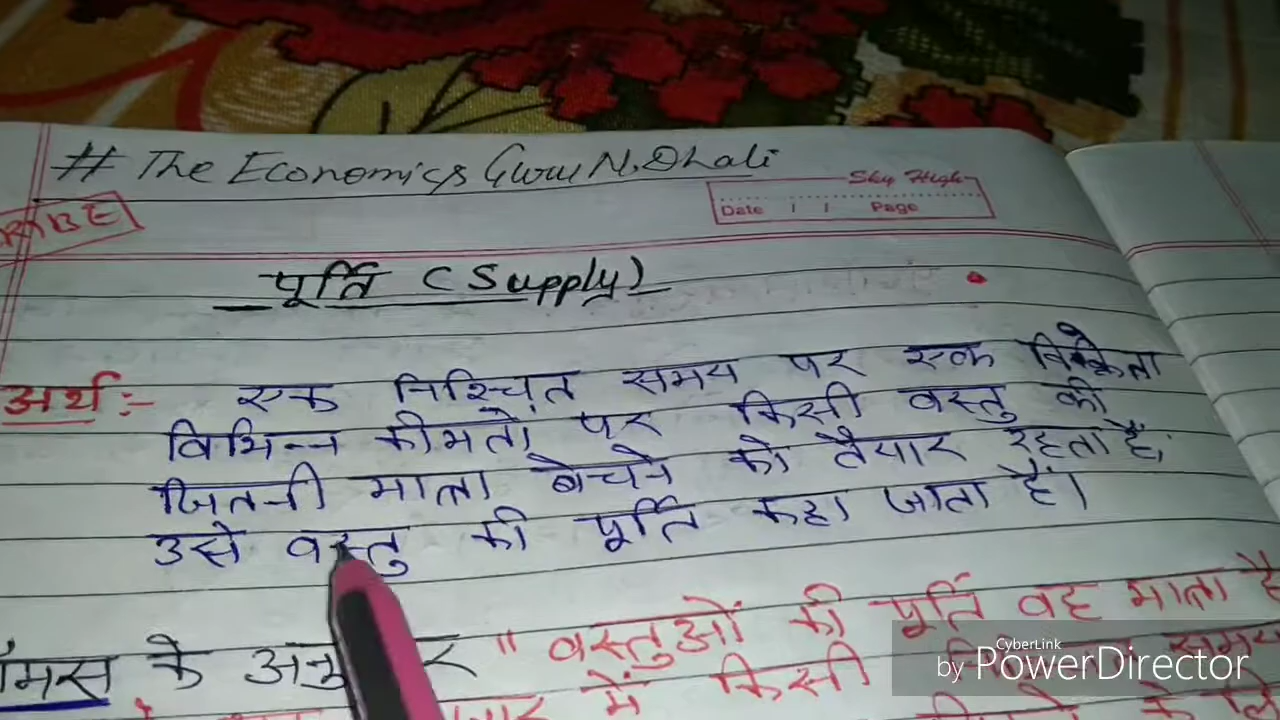 # The Economics Guru N. Dhali
Sky High
Date / / Page
पूर्ति (Supply)
अर्थ:- एक निश्चित समय पर एक विक्रेता
विभिन्न कीमतों पर किसी वस्तु की
जितनी मात्रा बेचने को तैयार रहता है,
उसे वस्तु की पूर्ति कहा जाता है।
के अनुसार " वस्तुओं की पूर्ति वह मात्रा है
में किसी समय
CyberLink
by PowerDirector